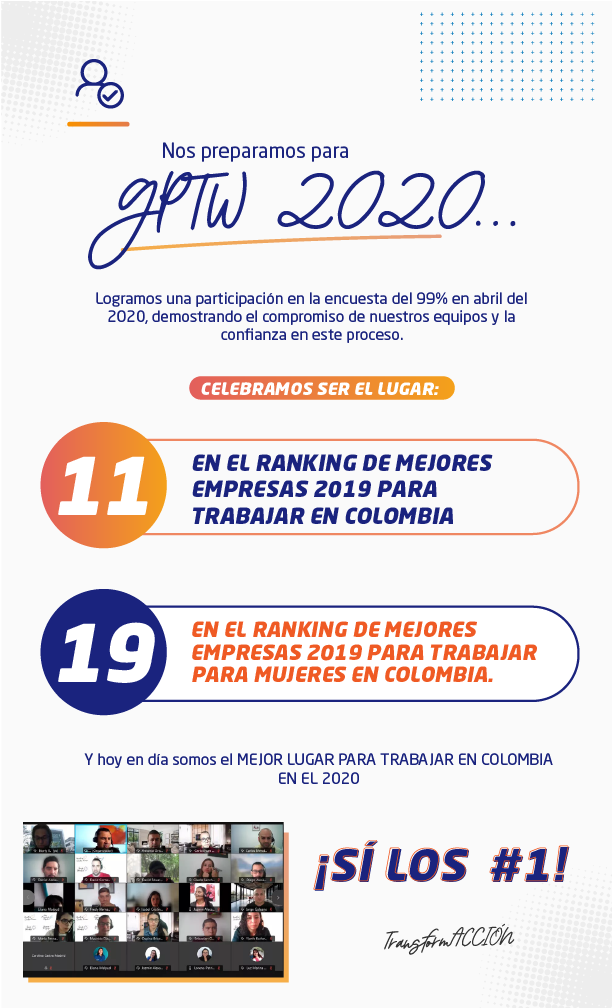 Nos preparamos para
GPTW 2020...
Logramos una participación en la encuesta del 99% en abril del
2020, demostrando el compromiso de nuestros equipos y la
confianza en este proceso.
CELEBRAMOS SER EL LUGAR:
11
EN EL RANKING DE MEJORES
EMPRESAS 2019 PARA
TRABAJAR EN COLOMBIA
19
EN EL RANKING DE MEJORES
EMPRESAS 2019 PARA TRABAJAR
PARA MUJERES EN COLOMBIA.
Y hoy en día somos el MEJOR LUGAR PARA TRABAJAR EN COLOMBIA
EN EL 2020
¡SÍ LOS #1!
TransformACCIÓN